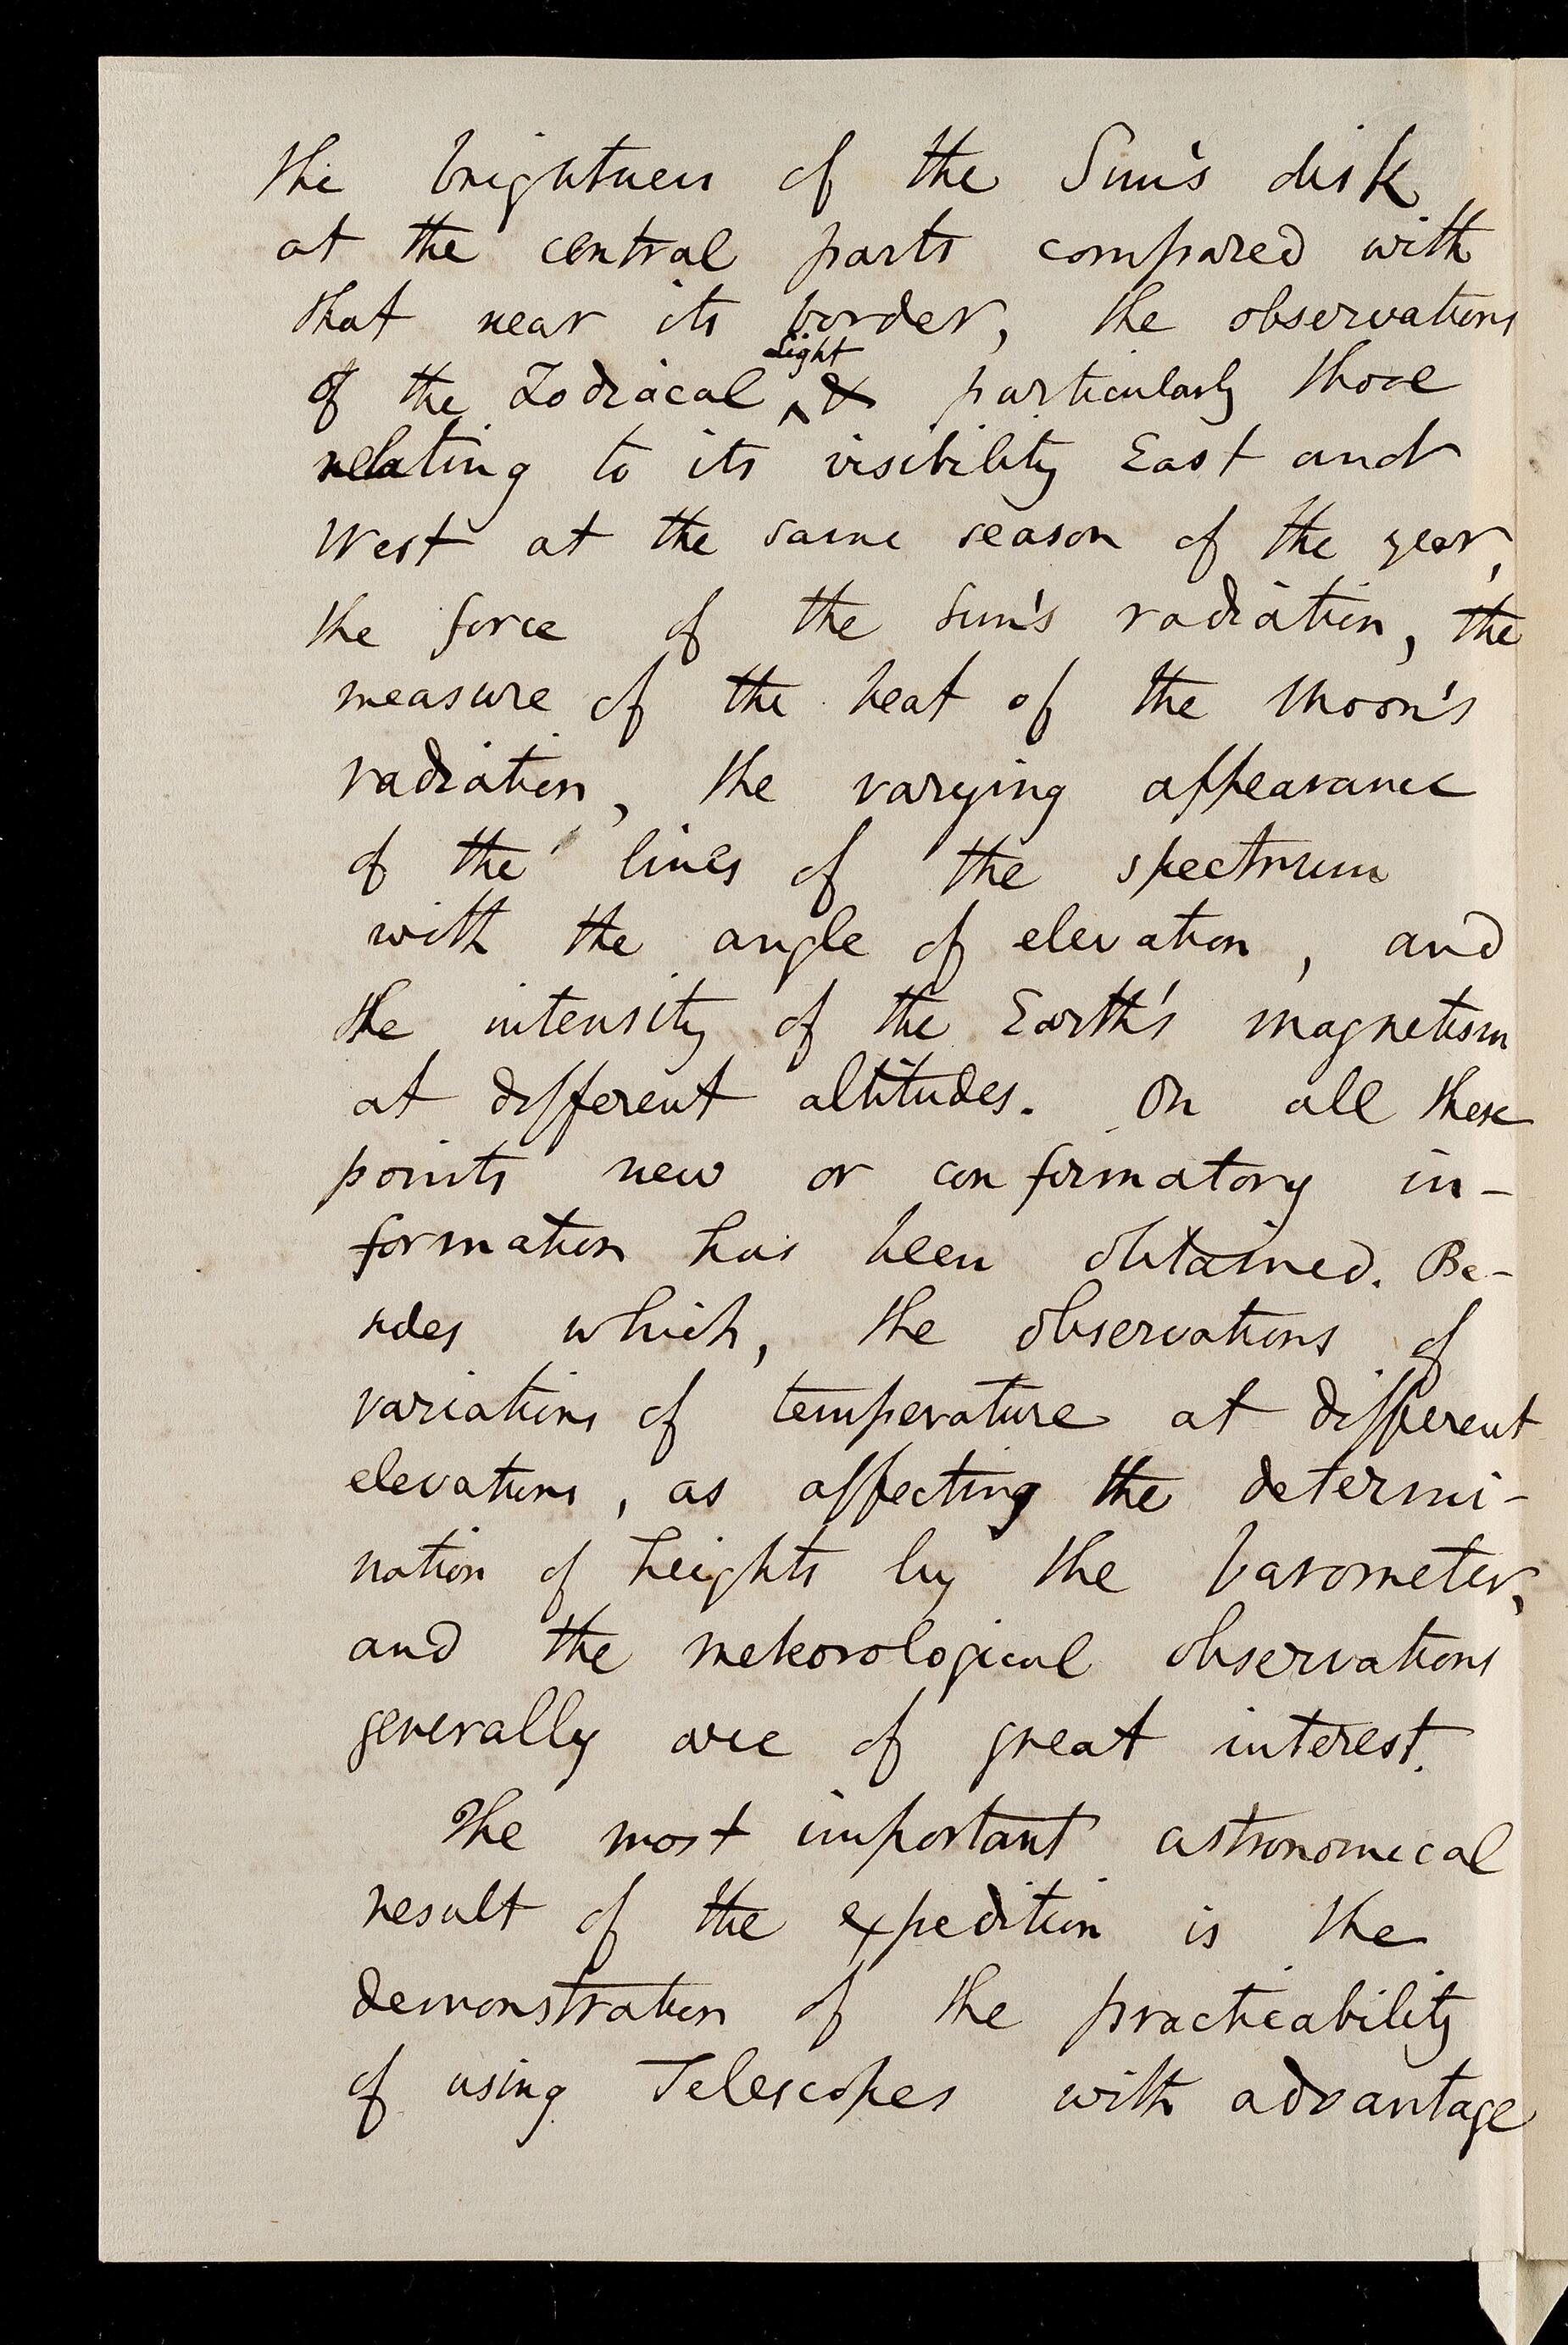 the brightness of the Sun's disk
at the central parts compared with
that near its border, the observations
of the Zodiacal ^ Light & particularly those
relating to its visibility East and
West at the same season of the year,
the force of the Sun's radiation, the
measure of the heat of the Moon's
radiation, the varying appearance
of the lines of the spectrum
with the angle of elevation, and
the intensity of the Earth's magnetism
at different altitudes. On all these
points new or confirmatory in-
formation has been obtained. Be-
sides which, the observations of
variations of temperature at different
elevations, as affecting the determi-
nation of heights by the barometer,
and the meteorological observations
generally are of great interest.
The most important astronomical
result of the expedition is the
demonstration of the practicability
of using Telescopes with advantage